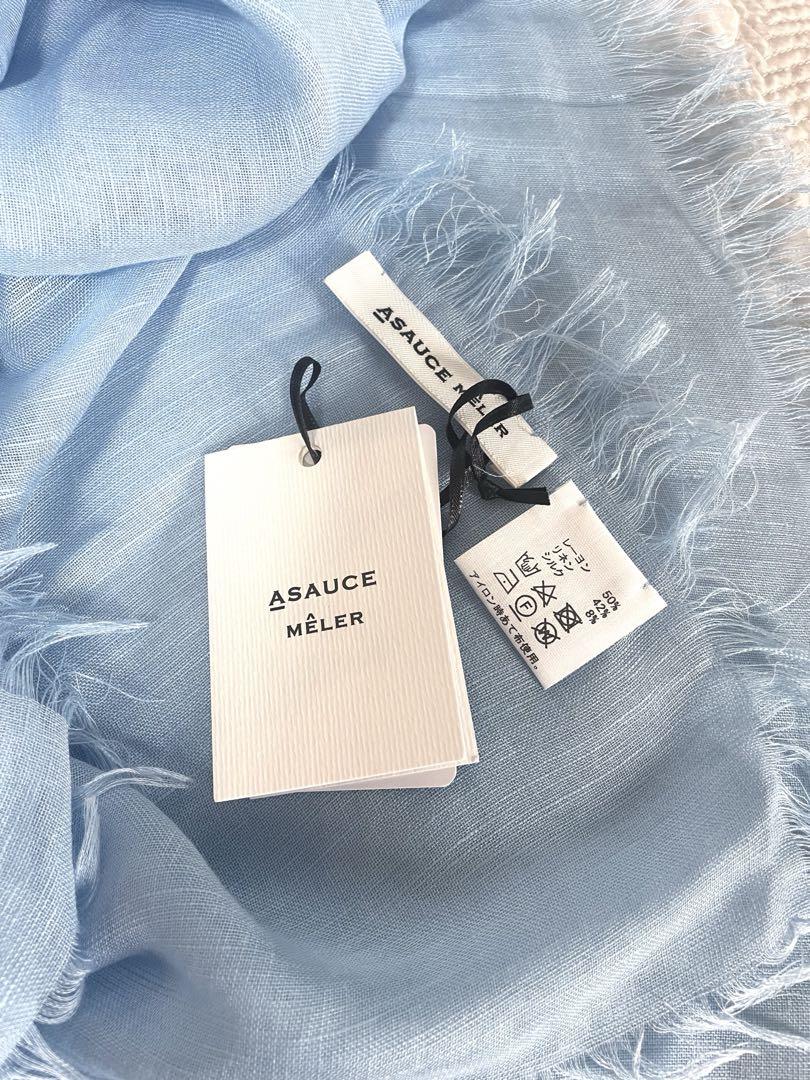 ASAUCE MÊLER
ASAUCE
MÊLER
レーヨン 50%
リネン 42%
シルク 8%
F
アイロン時あて布使用。